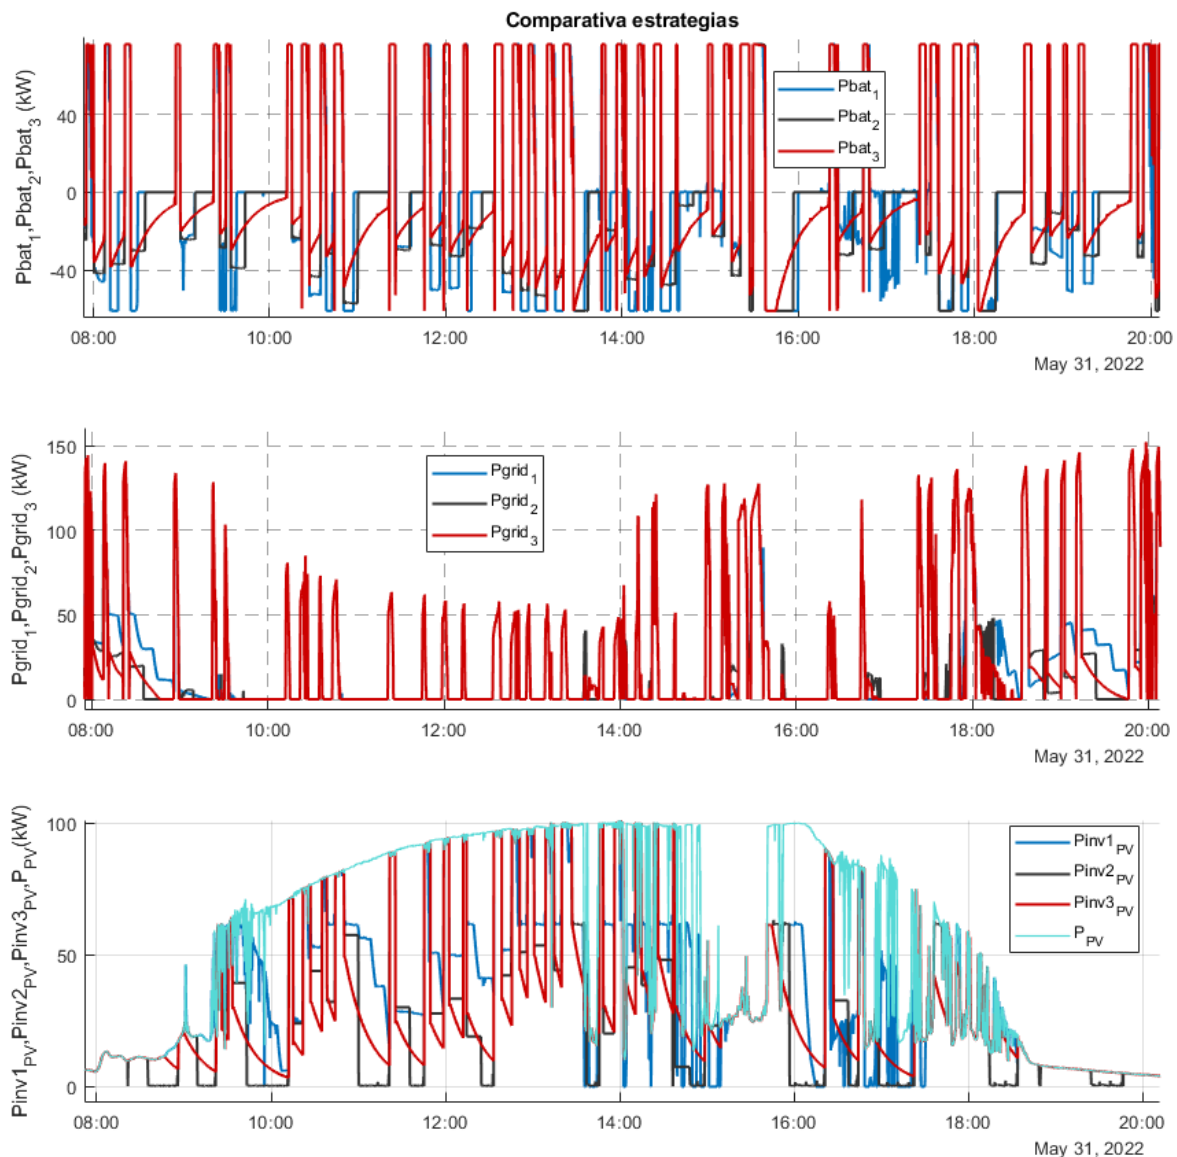 Comparativa estrategias
Pbat1,Pbat2,Pbat3 (kW)
40
0
-40
Pbat1
Pbat2
Pbat3
08:00 10:00 12:00 14:00 16:00 18:00 20:00
May 31, 2022
Pgrid1,Pgrid2,Pgrid3 (kW)
150
100
50
0
Pgrid1
Pgrid2
Pgrid3
08:00 10:00 12:00 14:00 16:00 18:00 20:00
May 31, 2022
Pinv1PV,Pinv2PV,Pinv3PV,PPV(kW)
100
50
0
Pinv1PV
Pinv2PV
Pinv3PV
PPV
08:00 10:00 12:00 14:00 16:00 18:00 20:00
May 31, 2022